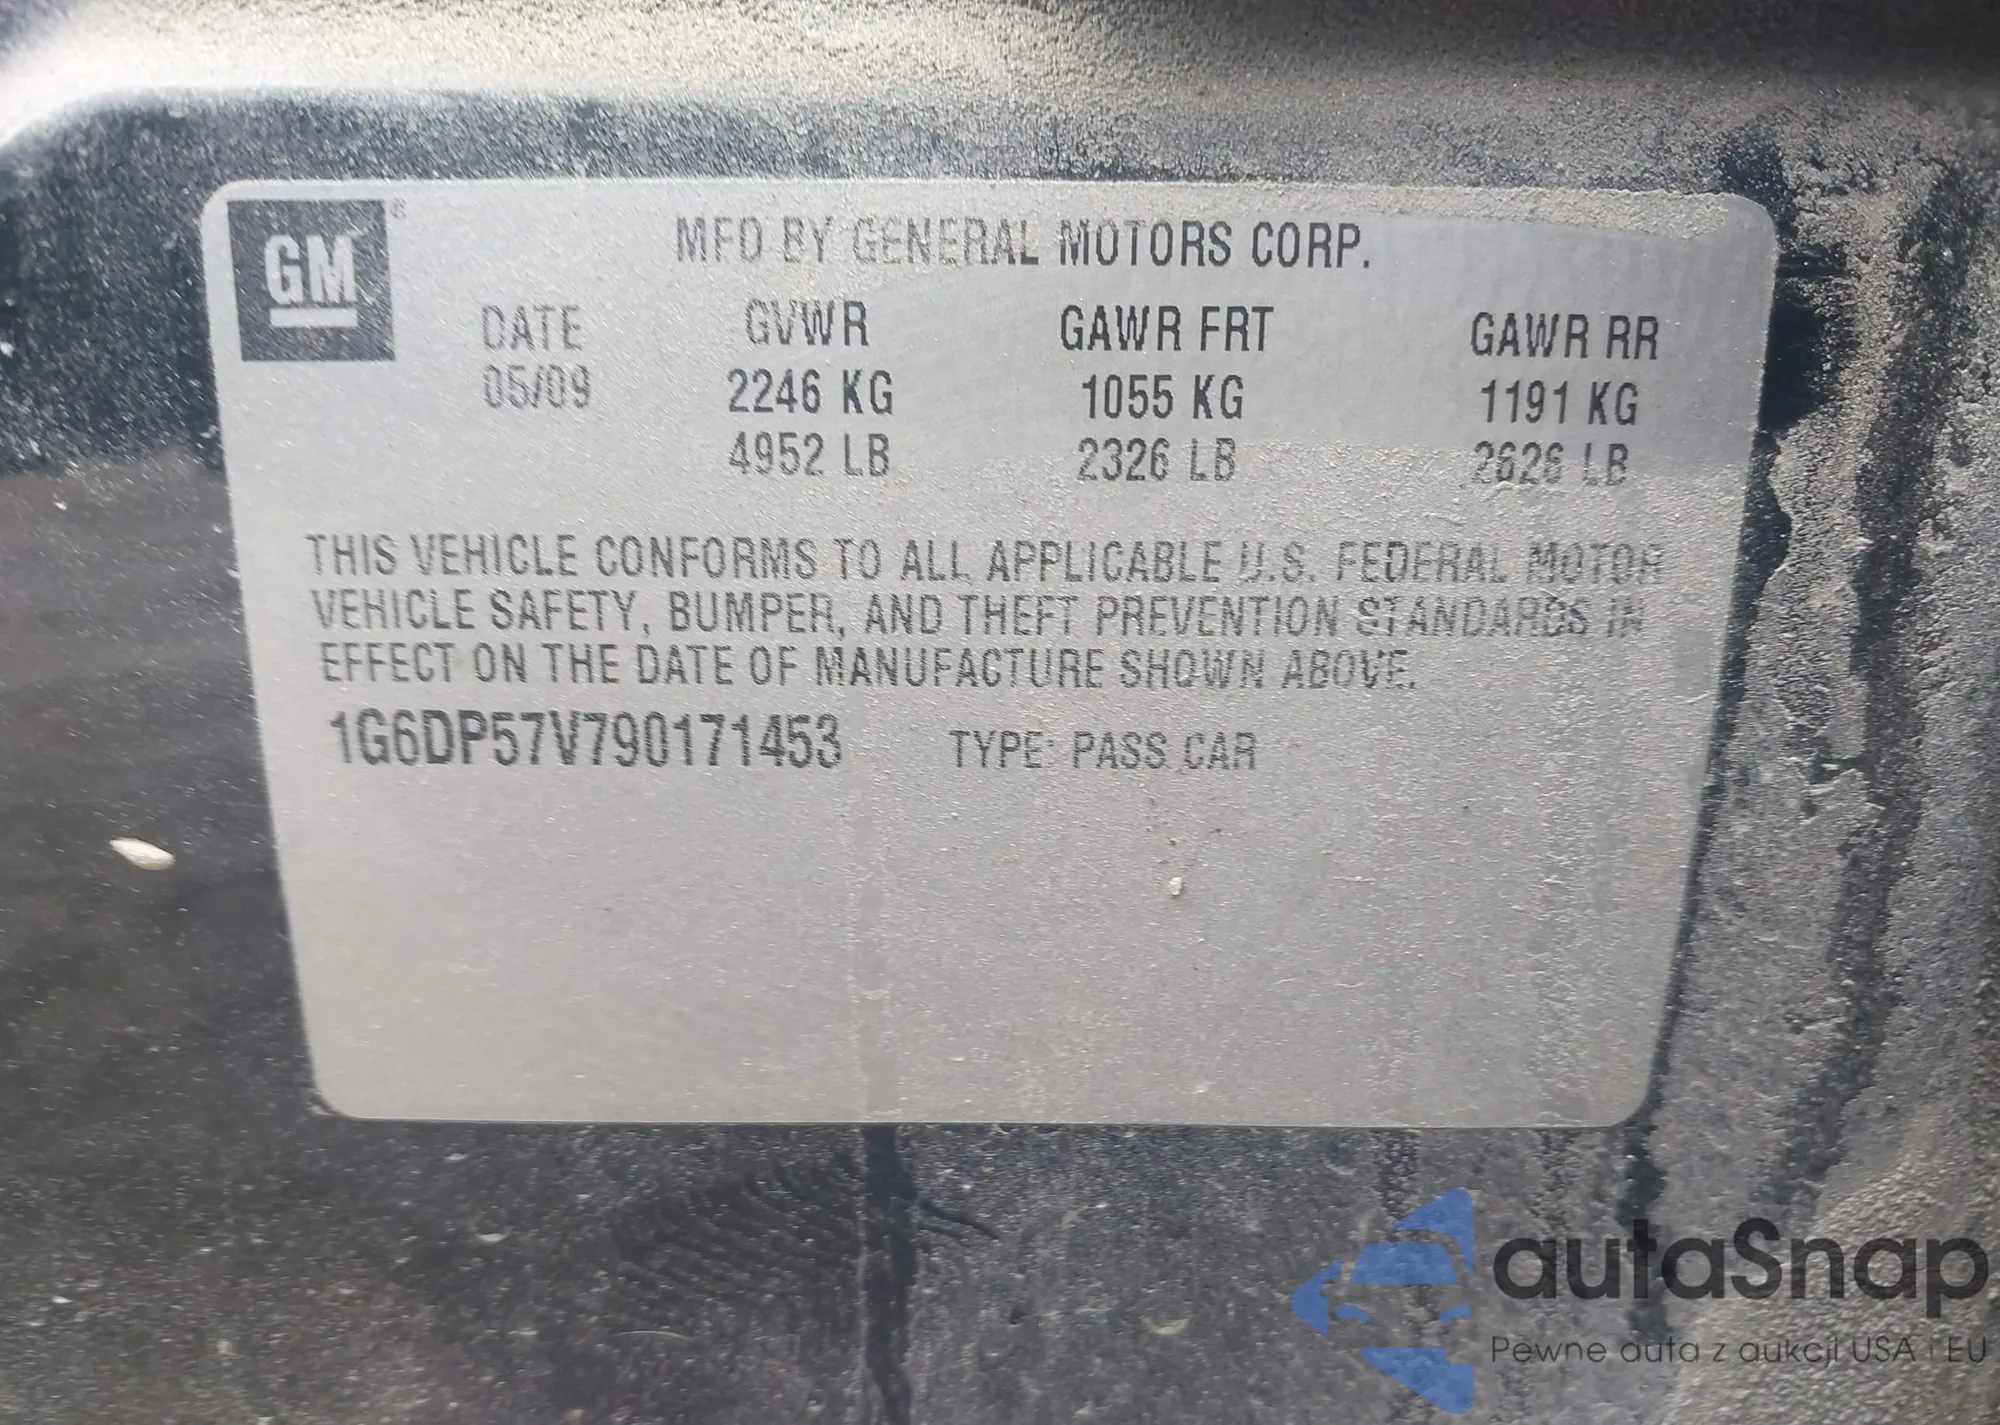 GM ®
MFD BY GENERAL MOTORS CORP.
DATE GVWR GAWR FRT GAWR RR
05/09 2246 KG 1055 KG 1191 KG
4952 LB 2326 LB 2626 LB
THIS VEHICLE CONFORMS TO ALL APPLICABLE U.S. FEDERAL MOTOR
VEHICLE SAFETY, BUMPER, AND THEFT PREVENTION STANDARDS IN
EFFECT ON THE DATE OF MANUFACTURE SHOWN ABOVE.
1G6DP57V790171453 TYPE: PASS CAR
autaSnap
Pewne auta z aukcji USA i EU